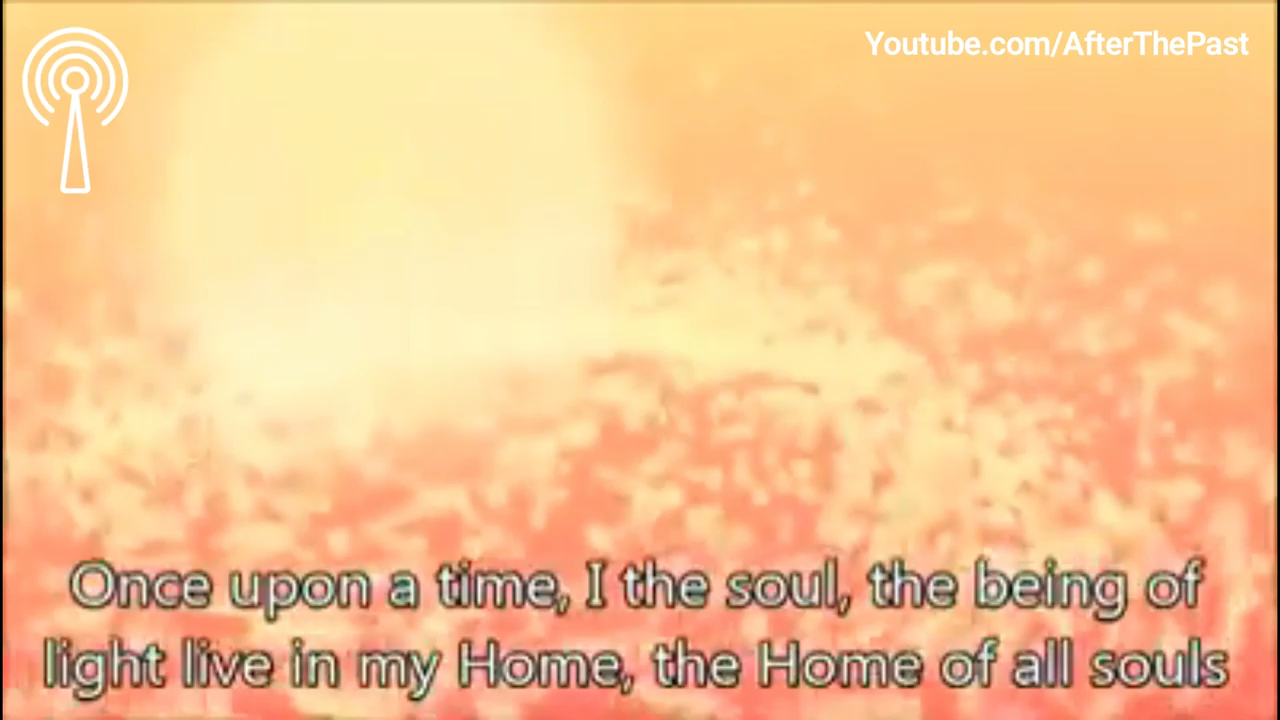 Youtube.com/AfterThePast
Once upon a time, I the soul, the being of
light live in my Home, the Home of all souls